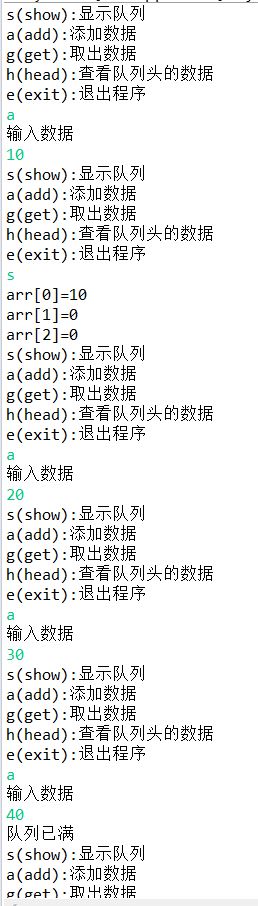 s(show):显示队列
a(add):添加数据
g(get):取出数据
h(head):查看队列头的数据
e(exit):退出程序
a
输入数据
10
s(show):显示队列
a(add):添加数据
g(get):取出数据
h(head):查看队列头的数据
e(exit):退出程序
s
arr[0]=10
arr[1]=0
arr[2]=0
s(show):显示队列
a(add):添加数据
g(get):取出数据
h(head):查看队列头的数据
e(exit):退出程序
a
输入数据
20
s(show):显示队列
a(add):添加数据
g(get):取出数据
h(head):查看队列头的数据
e(exit):退出程序
a
输入数据
30
s(show):显示队列
a(add):添加数据
g(get):取出数据
h(head):查看队列头的数据
e(exit):退出程序
a
输入数据
40
队列已满
s(show):显示队列
a(add):添加数据
g(get):取出数据